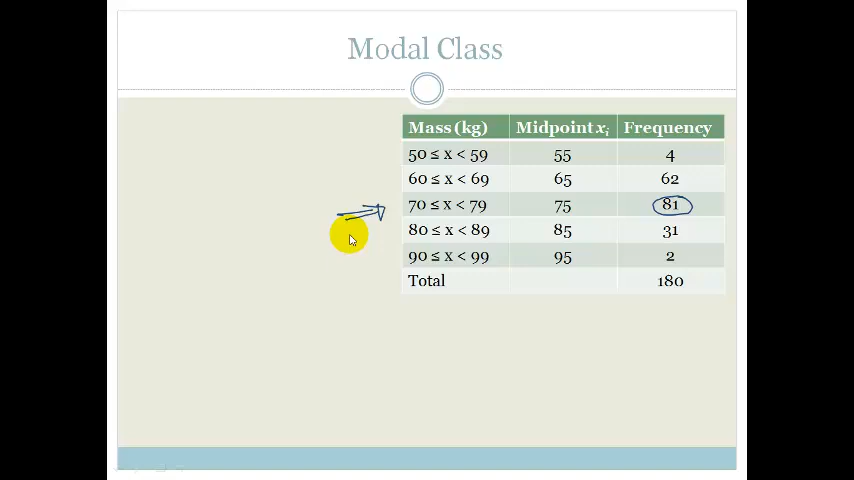 Modal Class
Mass (kg) Midpoint xi Frequency
50 ≤ x < 59 55 4
60 ≤ x < 69 65 62
70 ≤ x < 79 75 81
80 ≤ x < 89 85 31
90 ≤ x < 99 95 2
Total 180